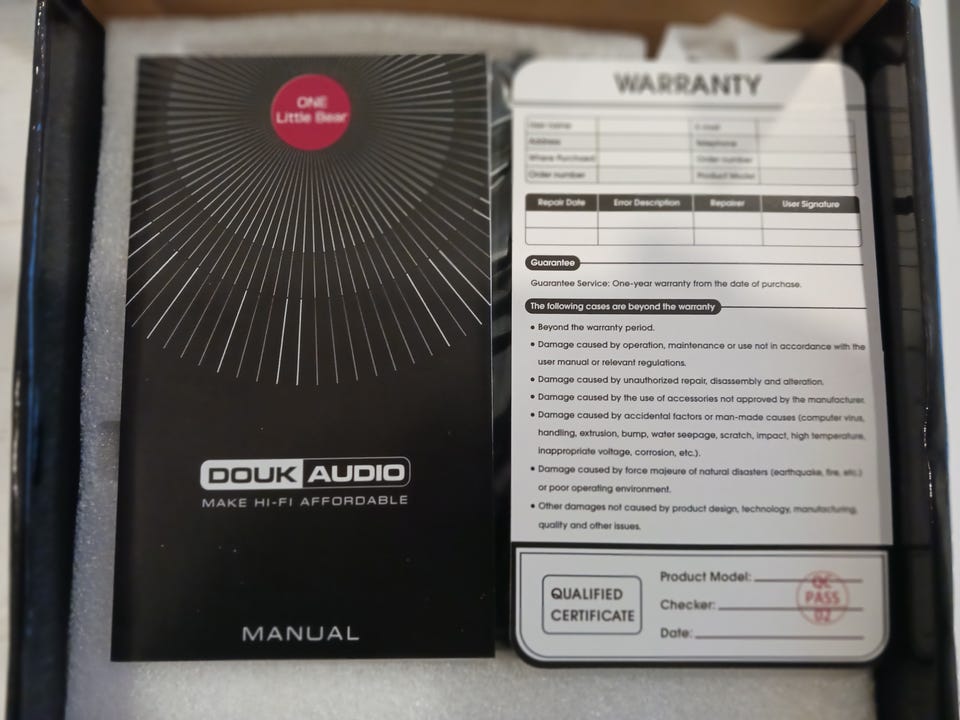 ONE
Little Bear
DOUK AUDIO
MAKE HI-FI AFFORDABLE
MANUAL
WARRANTY
User name
E-mail
Address
Telephone
Where Purchased
Order number
Order number
Product Model
Repair Date
Error Description
Repairer
User Signature
Guarantee
Guarantee Service: One-year warranty from the date of purchase.
The following cases are beyond the warranty
• Beyond the warranty period.
• Damage caused by operation, maintenance or use not in accordance with the
user manual or relevant regulations.
• Damage caused by unauthorized repair, disassembly and alteration.
• Damage caused by the use of accessories not approved by the manufacturer.
• Damage caused by accidental factors or man-made causes (computer virus,
handling, extrusion, bump, water seepage, scratch, impact, high temperature,
inappropriate voltage, corrosion, etc.).
• Damage caused by force majeure of natural disasters (earthquake, fire, etc.)
or poor operating environment.
• Other damages not caused by product design, technology, manufacturing,
quality and other issues.
QUALIFIED
CERTIFICATE
Product Model:
Checker:
Date:
QC
PASS
02